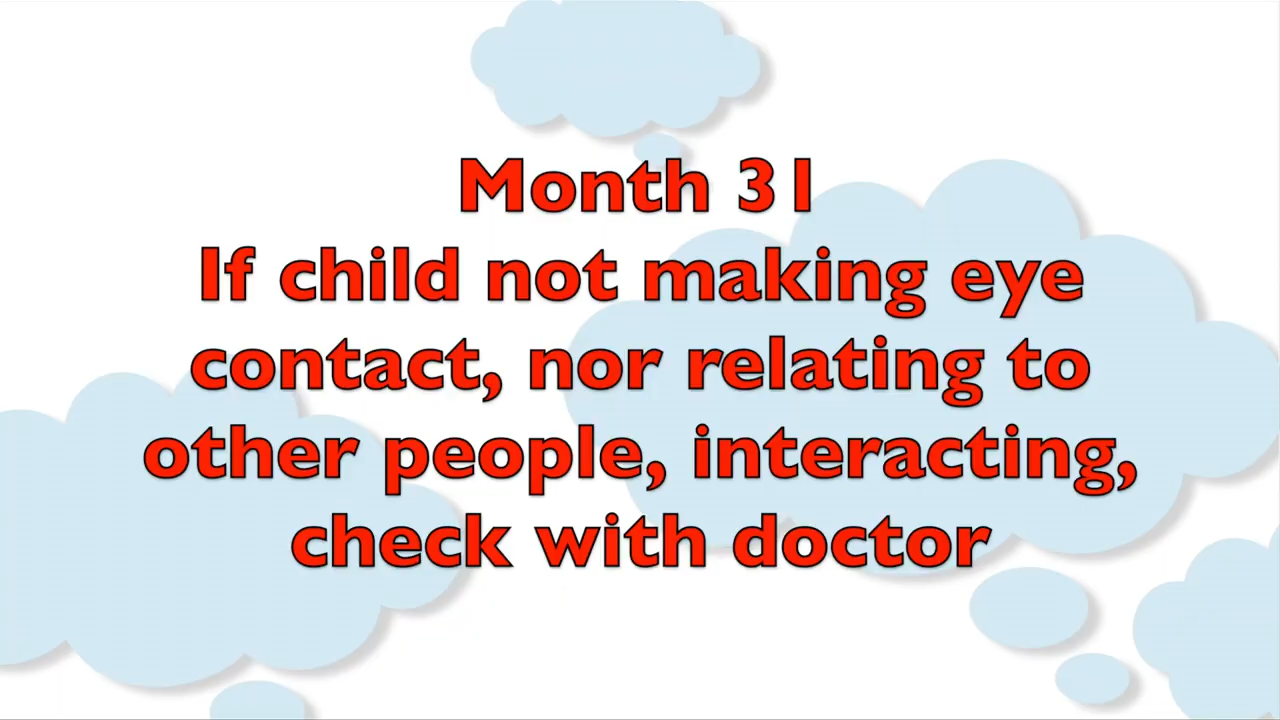 Month 31
If child not making eye
contact, nor relating to
other people, interacting,
check with doctor